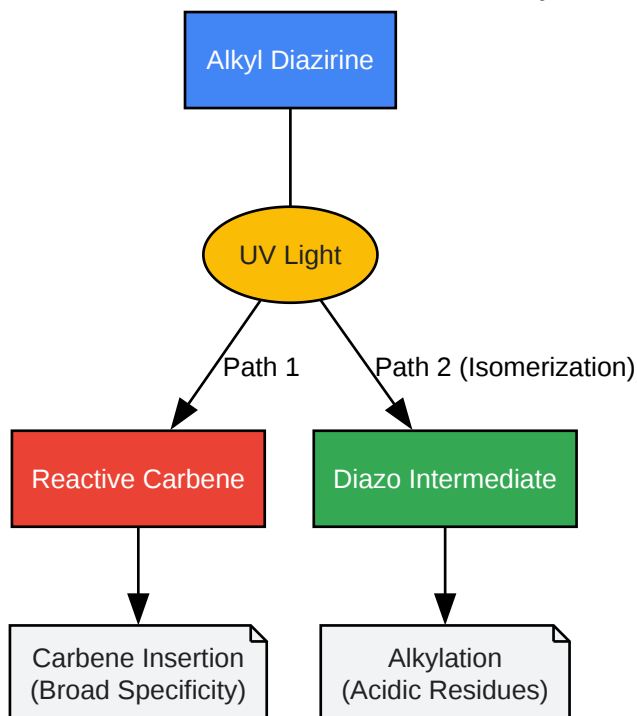 Alkyl Diazirine
UV Light
Path 1
Path 2 (Isomerization)
Reactive Carbene
Diazo Intermediate
Carbene Insertion
(Broad Specificity)
Alkylation
(Acidic Residues)